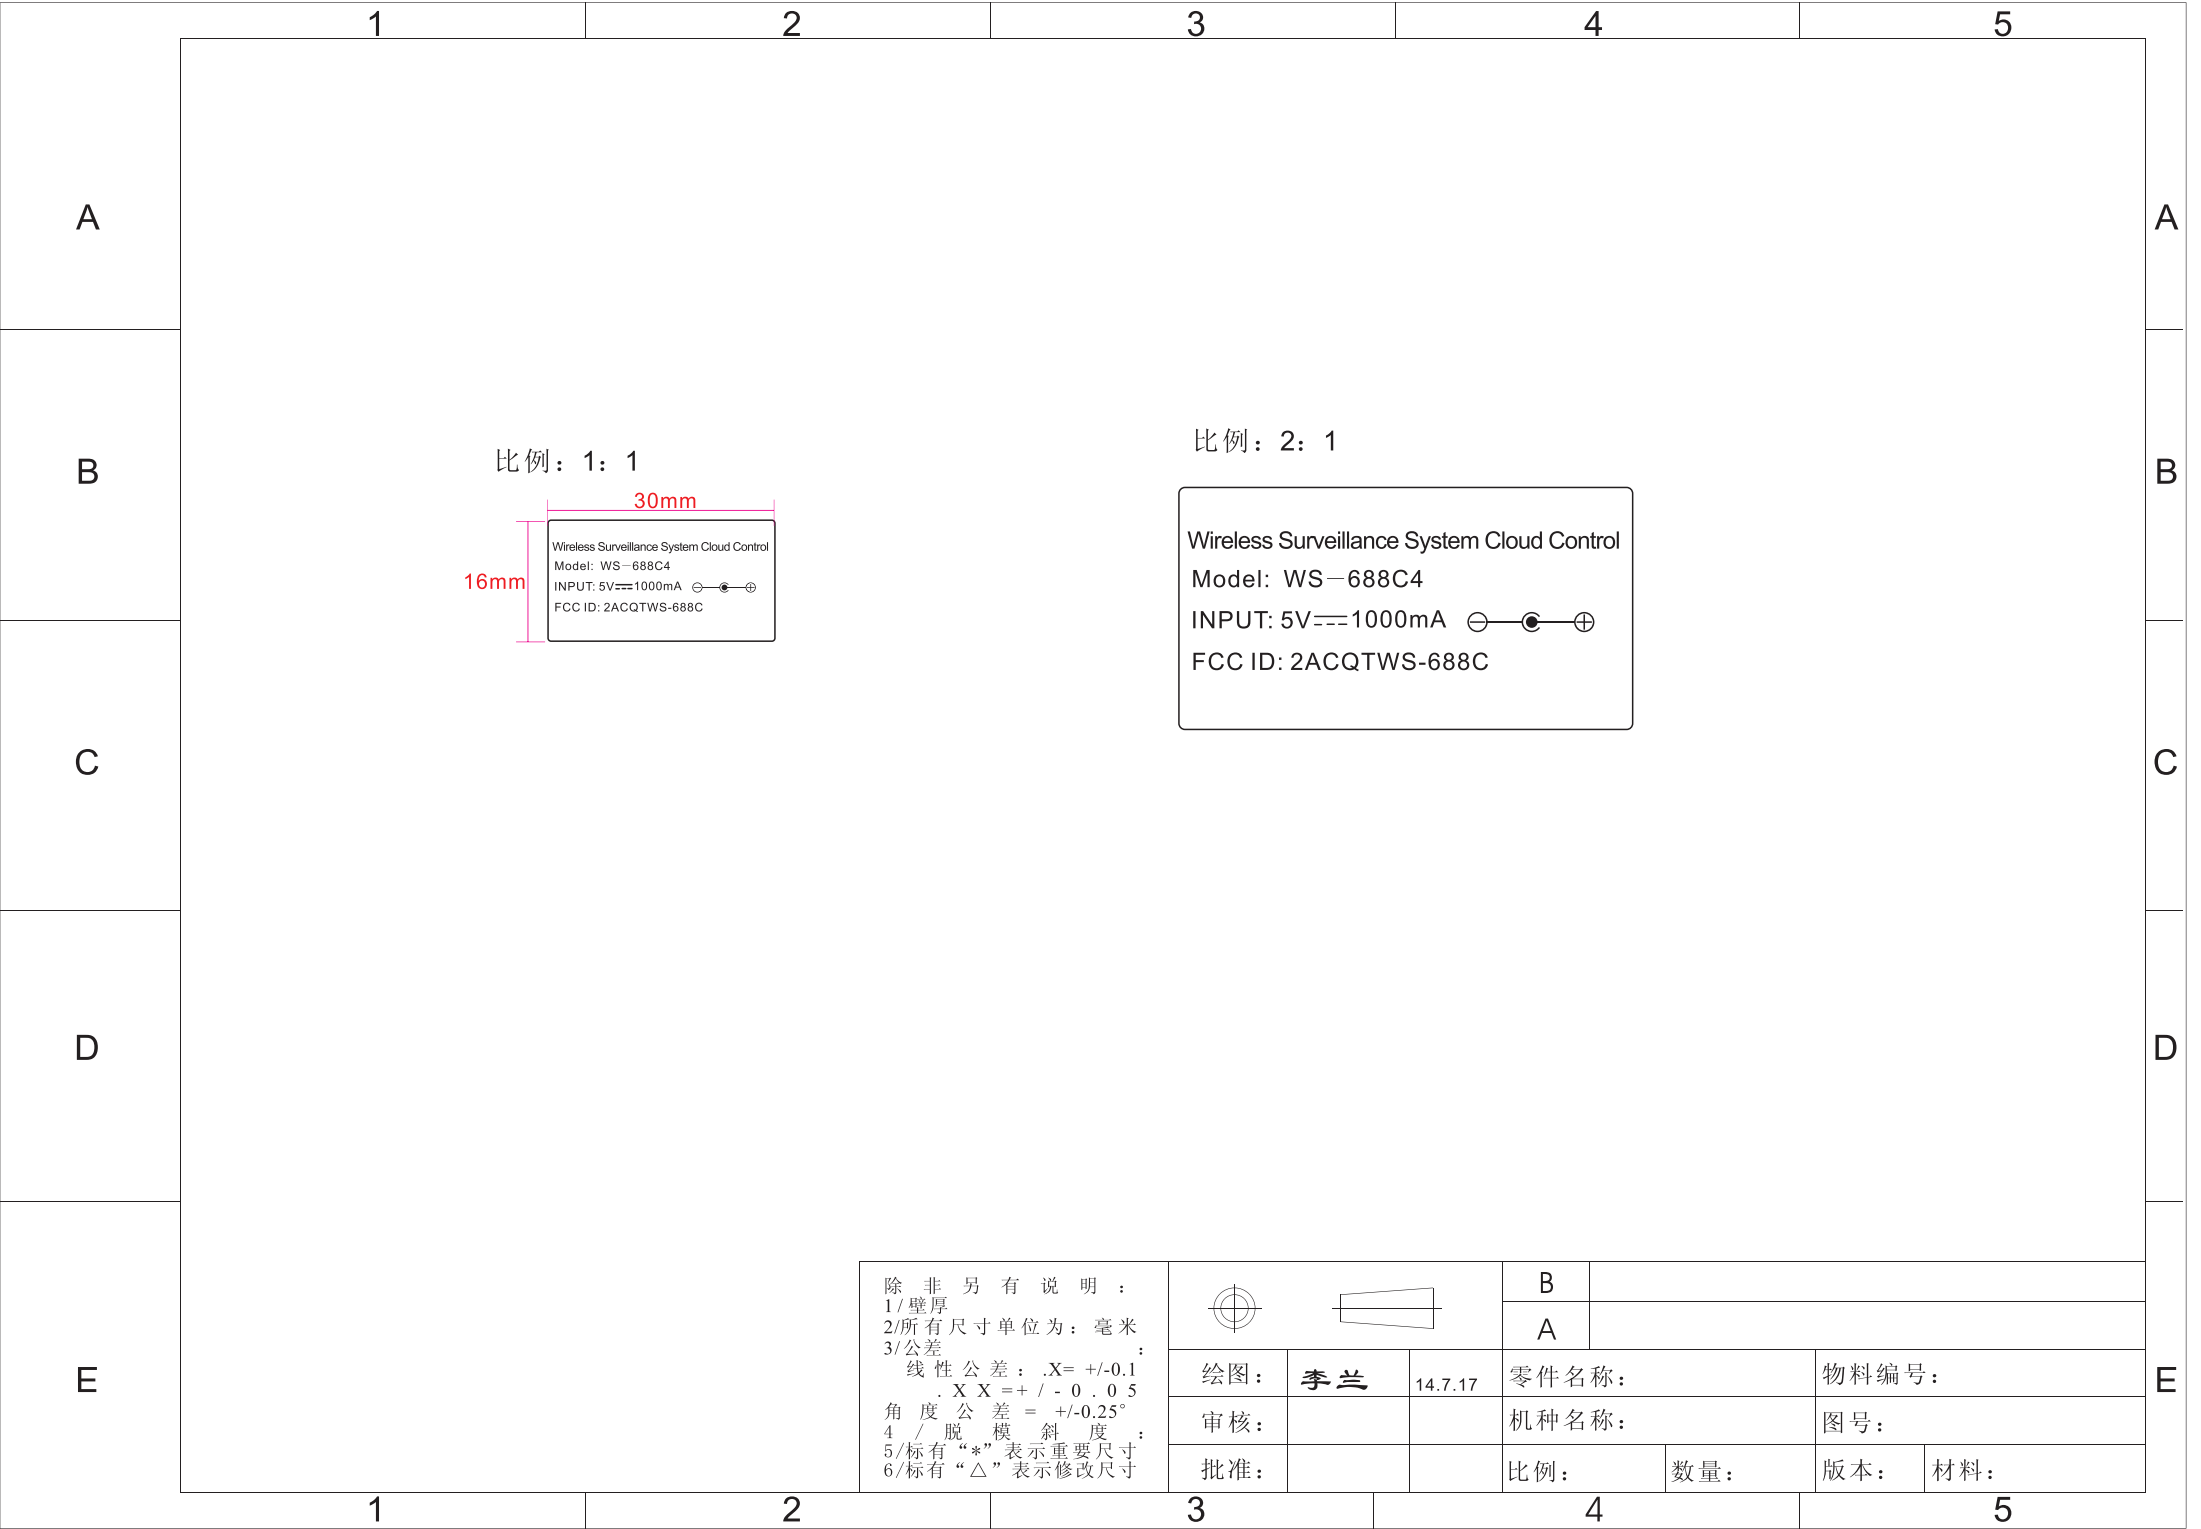 1 2 3 4 5
A A
B B
比例：1：1
30mm
16mm
Wireless Surveillance System Cloud Control
Model: WS－688C4
INPUT: 5V⎓1000mA
FCC ID: 2ACQTWS-688C
比例：2：1
Wireless Surveillance System Cloud Control
Model: WS－688C4
INPUT: 5V⎓1000mA
FCC ID: 2ACQTWS-688C
C C
D D
E E
除非另有说明：
1/壁厚
2/所有尺寸单位为：毫米
3/公差：
线性公差：.X= +/-0.1
.XX=+/-0.05
角度公差= +/-0.25°
4/脱模斜度：
5/标有“*”表示重要尺寸
6/标有“△”表示修改尺寸
B
A
绘图： 李兰 14.7.17 零件名称： 物料编号：
审核： 机种名称： 图号：
批准： 比例： 数量： 版本： 材料：
1 2 3 4 5